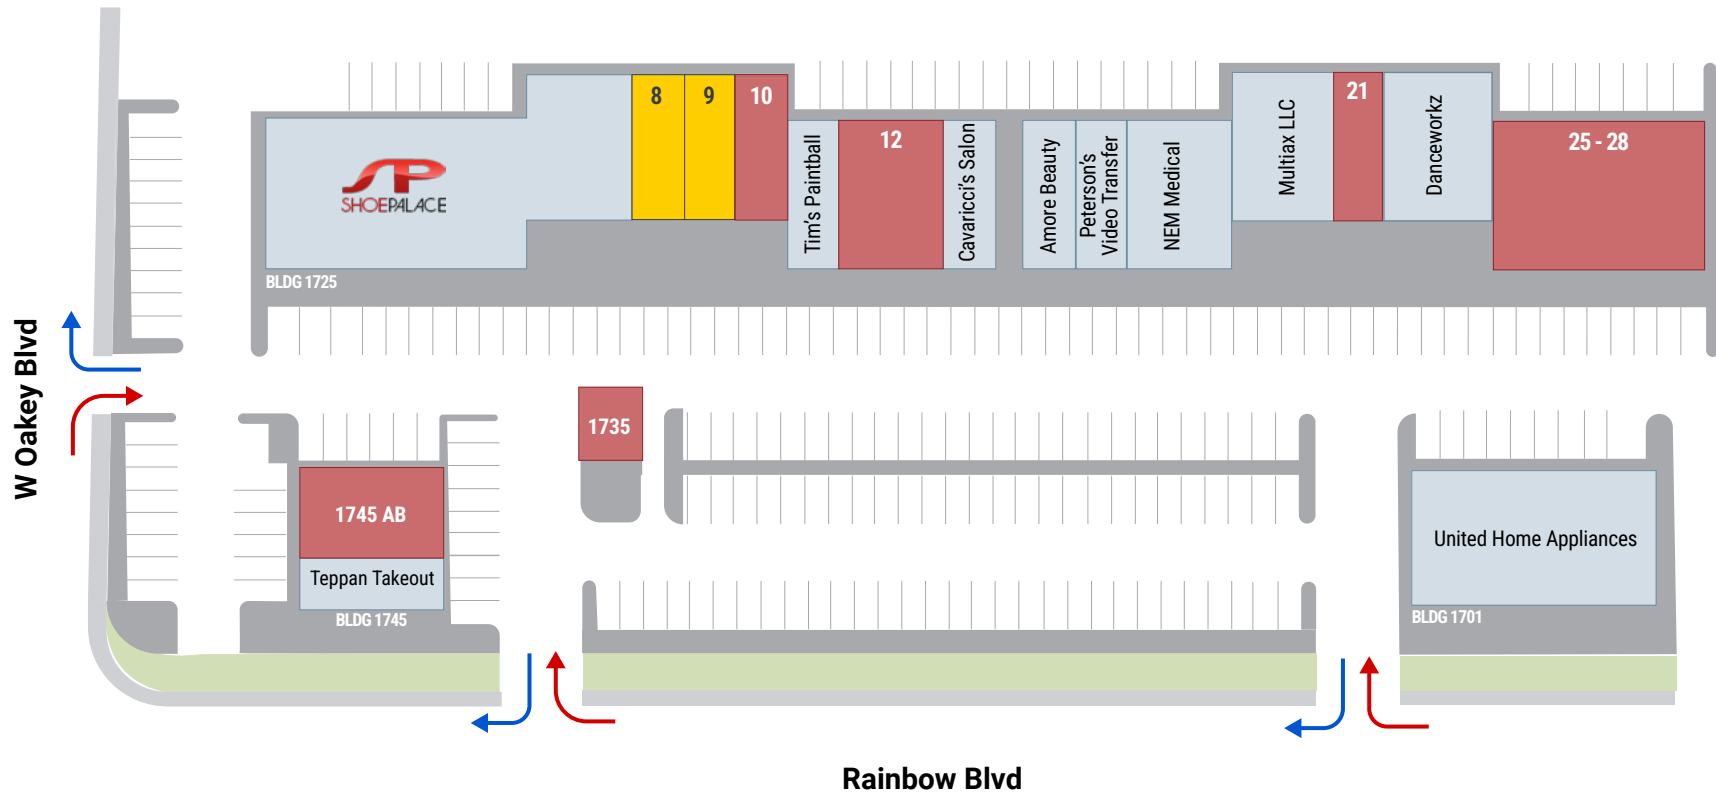 8
9
10
12
21
25 - 28
SHOEPALACE
Tim's Paintball
Cavaricci's Salon
Amore Beauty
Peterson's
Video Transfer
NEM Medical
Multiax LLC
Danceworkz
BLDG 1725
W Oakey Blvd
1735
1745 AB
Teppan Takeout
BLDG 1745
United Home Appliances
BLDG 1701
Rainbow Blvd